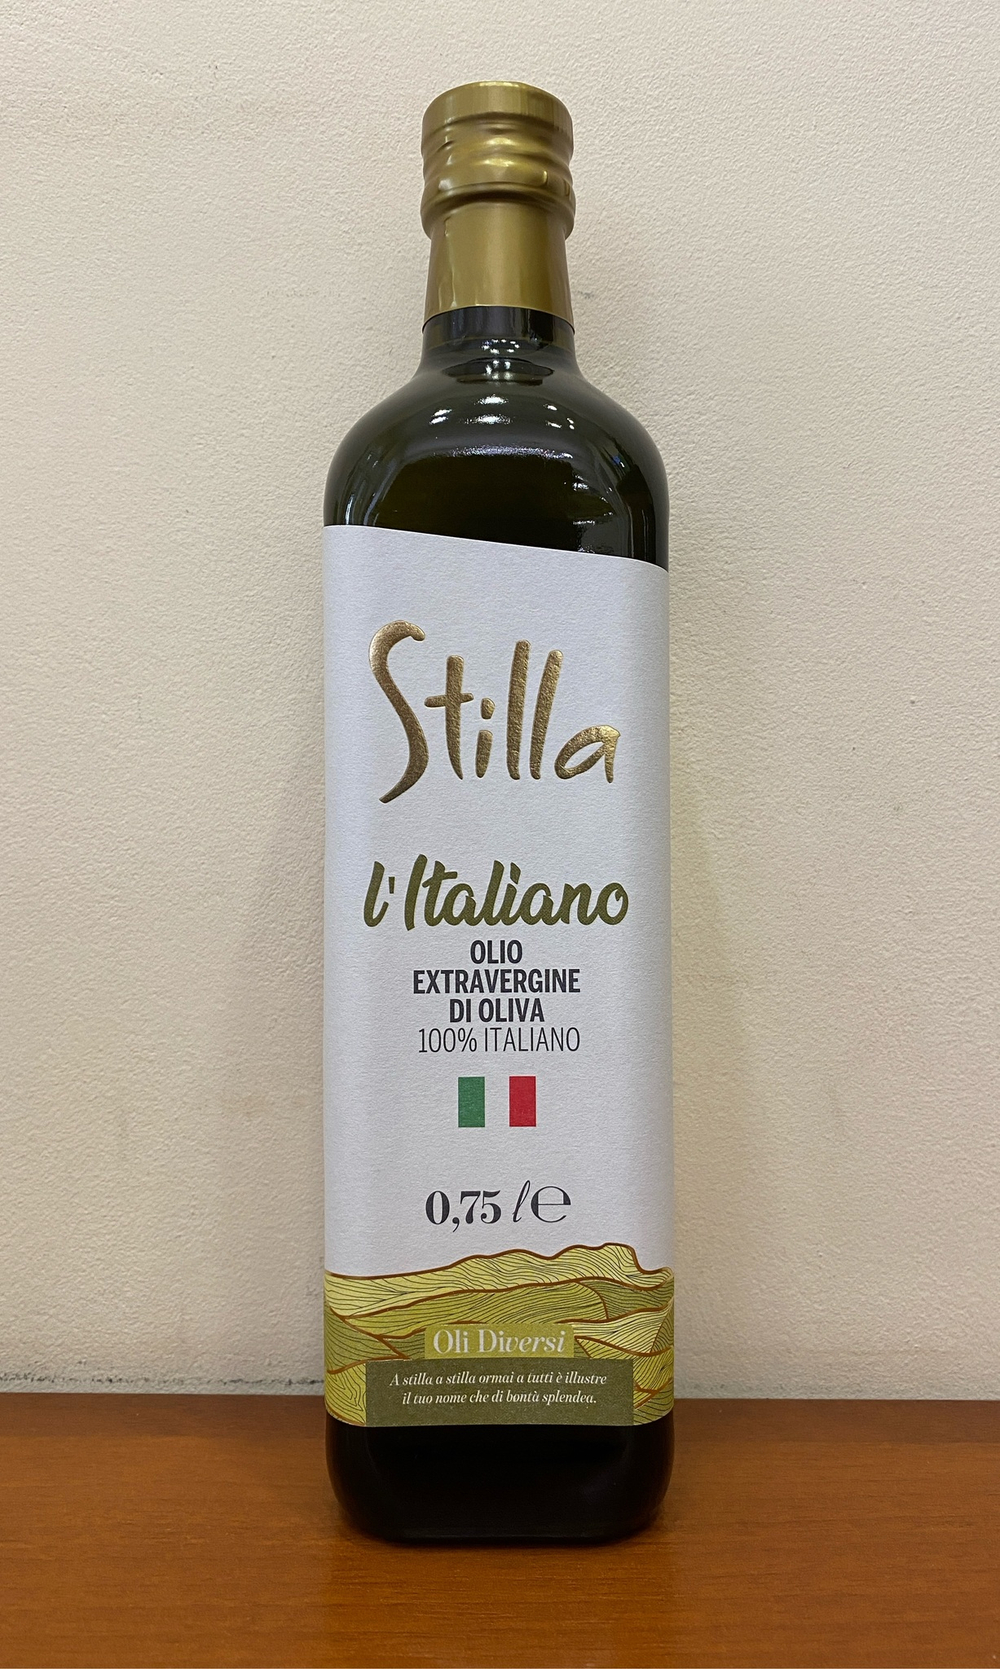 Stilla
l'Italiano
OLIO
EXTRAVERGINE
DI OLIVA
100% ITALIANO
0,75 l℮
Oli Diversi
A stilla a stilla ormai a tutti è illustre
il tuo nome che di bontà splendea.